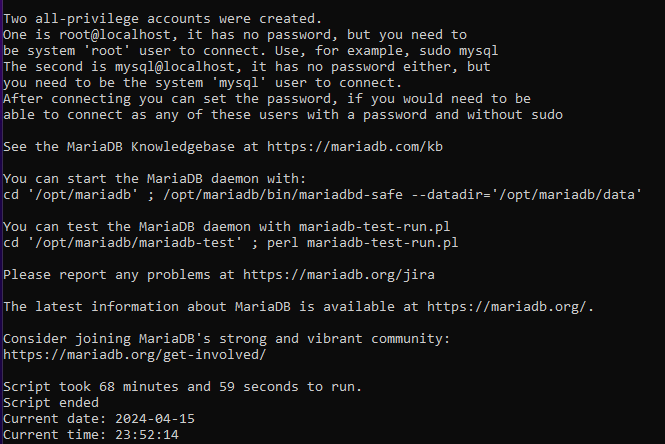 Two all-privilege accounts were created.
One is root@localhost, it has no password, but you need to
be system 'root' user to connect. Use, for example, sudo mysql
The second is mysql@localhost, it has no password either, but
you need to be the system 'mysql' user to connect.
After connecting you can set the password, if you would need to be
able to connect as any of these users with a password and without sudo
See the MariaDB Knowledgebase at https://mariadb.com/kb
You can start the MariaDB daemon with:
cd '/opt/mariadb' ; /opt/mariadb/bin/mariadbd-safe --datadir='/opt/mariadb/data'
You can test the MariaDB daemon with mariadb-test-run.pl
cd '/opt/mariadb/mariadb-test' ; perl mariadb-test-run.pl
Please report any problems at https://mariadb.org/jira
The latest information about MariaDB is available at https://mariadb.org/.
Consider joining MariaDB's strong and vibrant community:
https://mariadb.org/get-involved/
Script took 68 minutes and 59 seconds to run.
Script ended
Current date: 2024-04-15
Current time: 23:52:14